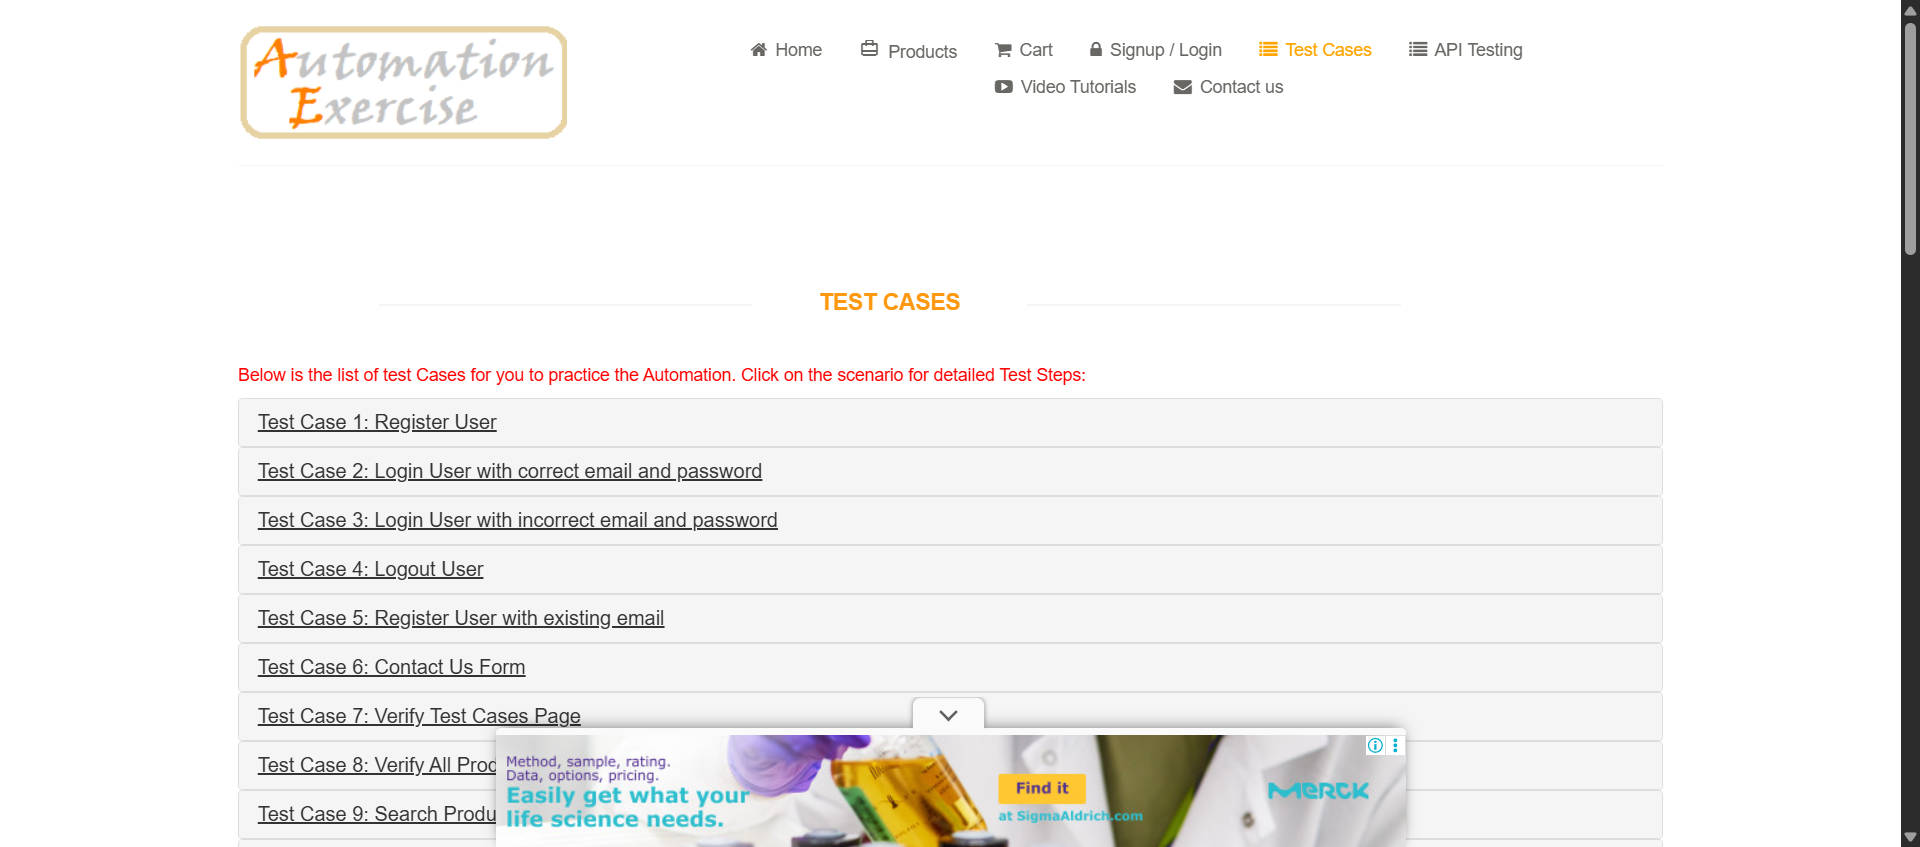 Automation
Exercise
Home
Products
Cart
Signup / Login
Test Cases
API Testing
Video Tutorials
Contact us
TEST CASES
Below is the list of test Cases for you to practice the Automation. Click on the scenario for detailed Test Steps:
Test Case 1: Register User
Test Case 2: Login User with correct email and password
Test Case 3: Login User with incorrect email and password
Test Case 4: Logout User
Test Case 5: Register User with existing email
Test Case 6: Contact Us Form
Test Case 7: Verify Test Cases Page
Test Case 8: Verify All Prod
Test Case 9: Search Produ
Method, sample, rating.
Data, options, pricing.
Easily get what your
life science needs.
Find it
at SigmaAldrich.com
MERCK